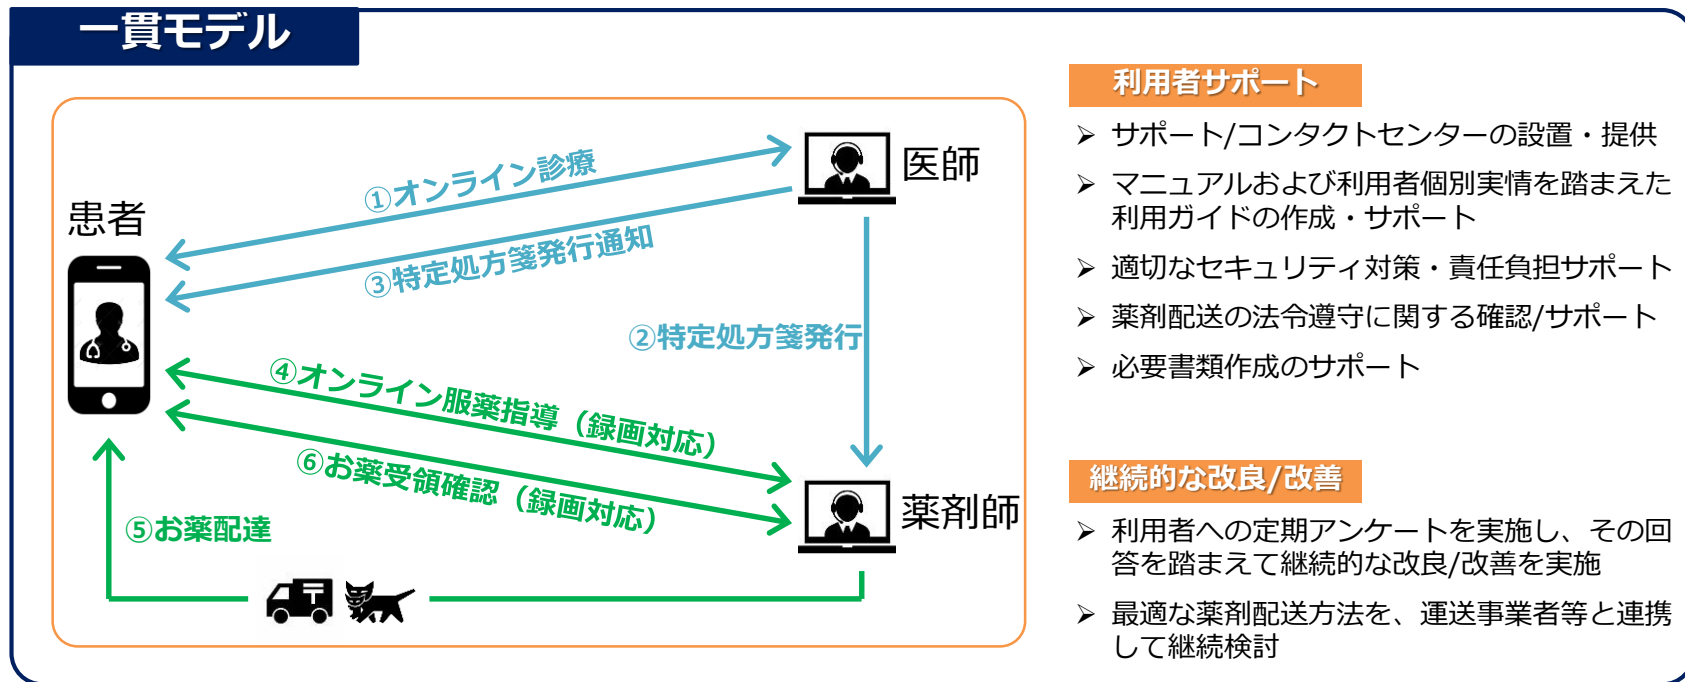 一貫モデル
患者
医師
薬剤師
①オンライン診療
③特定処方箋発行通知
②特定処方箋発行
④オンライン服薬指導（録画対応）
⑥お薬受領確認（録画対応）
⑤お薬配達
〒
利用者サポート
➢ サポート/コンタクトセンターの設置・提供
➢ マニュアルおよび利用者個別実情を踏まえた
利用ガイドの作成・サポート
➢ 適切なセキュリティ対策・責任負担サポート
➢ 薬剤配送の法令遵守に関する確認/サポート
➢ 必要書類作成のサポート
継続的な改良/改善
➢ 利用者への定期アンケートを実施し、その回
答を踏まえて継続的な改良/改善を実施
➢ 最適な薬剤配送方法を、運送事業者等と連携
して継続検討